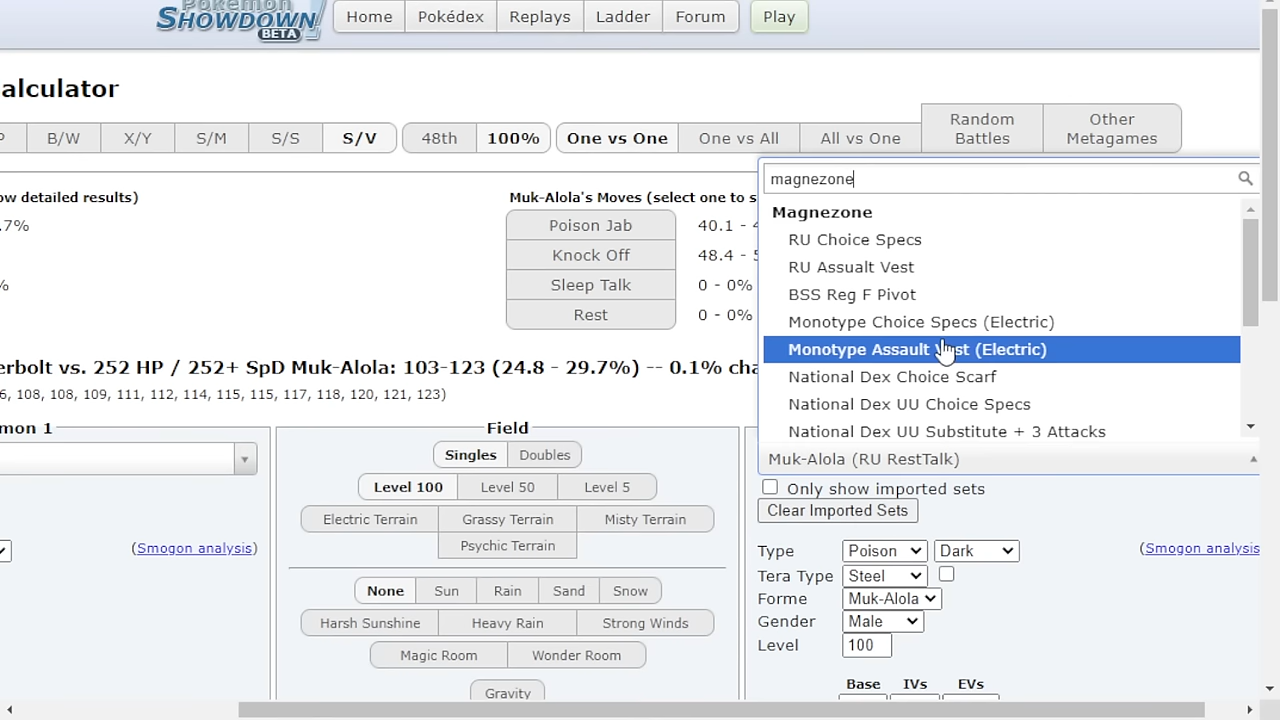 Pokémon
SHOWDOWN
BETA
Home Pokédex Replays Ladder Forum Play
alculator
B/W X/Y S/M S/S S/V 48th 100% One vs One One vs All All vs One Random Battles Other Metagames
ow detailed results)
Muk-Alola's Moves (select one to s
.7%
Poison Jab 40.1 - 4
Knock Off 48.4 - 5
%
Sleep Talk 0 - 0%
Rest 0 - 0%
magnezone
Magnezone
RU Choice Specs
RU Assualt Vest
BSS Reg F Pivot
Monotype Choice Specs (Electric)
Monotype Assault Vest (Electric)
National Dex Choice Scarf
National Dex UU Choice Specs
National Dex UU Substitute + 3 Attacks
Muk-Alola (RU RestTalk)
erbolt vs. 252 HP / 252+ SpD Muk-Alola: 103-123 (24.8 - 29.7%) -- 0.1% cha
6, 108, 108, 109, 111, 112, 114, 115, 115, 117, 118, 120, 121, 123)
mon 1
(Smogon analysis)
Field
Singles Doubles
Level 100 Level 50 Level 5
Electric Terrain Grassy Terrain Misty Terrain
Psychic Terrain
None Sun Rain Sand Snow
Harsh Sunshine Heavy Rain Strong Winds
Magic Room Wonder Room
Gravity
Only show imported sets
Clear Imported Sets
Type Poison Dark (Smogon analysis
Tera Type Steel
Forme Muk-Alola
Gender Male
Level 100
Base IVs EVs